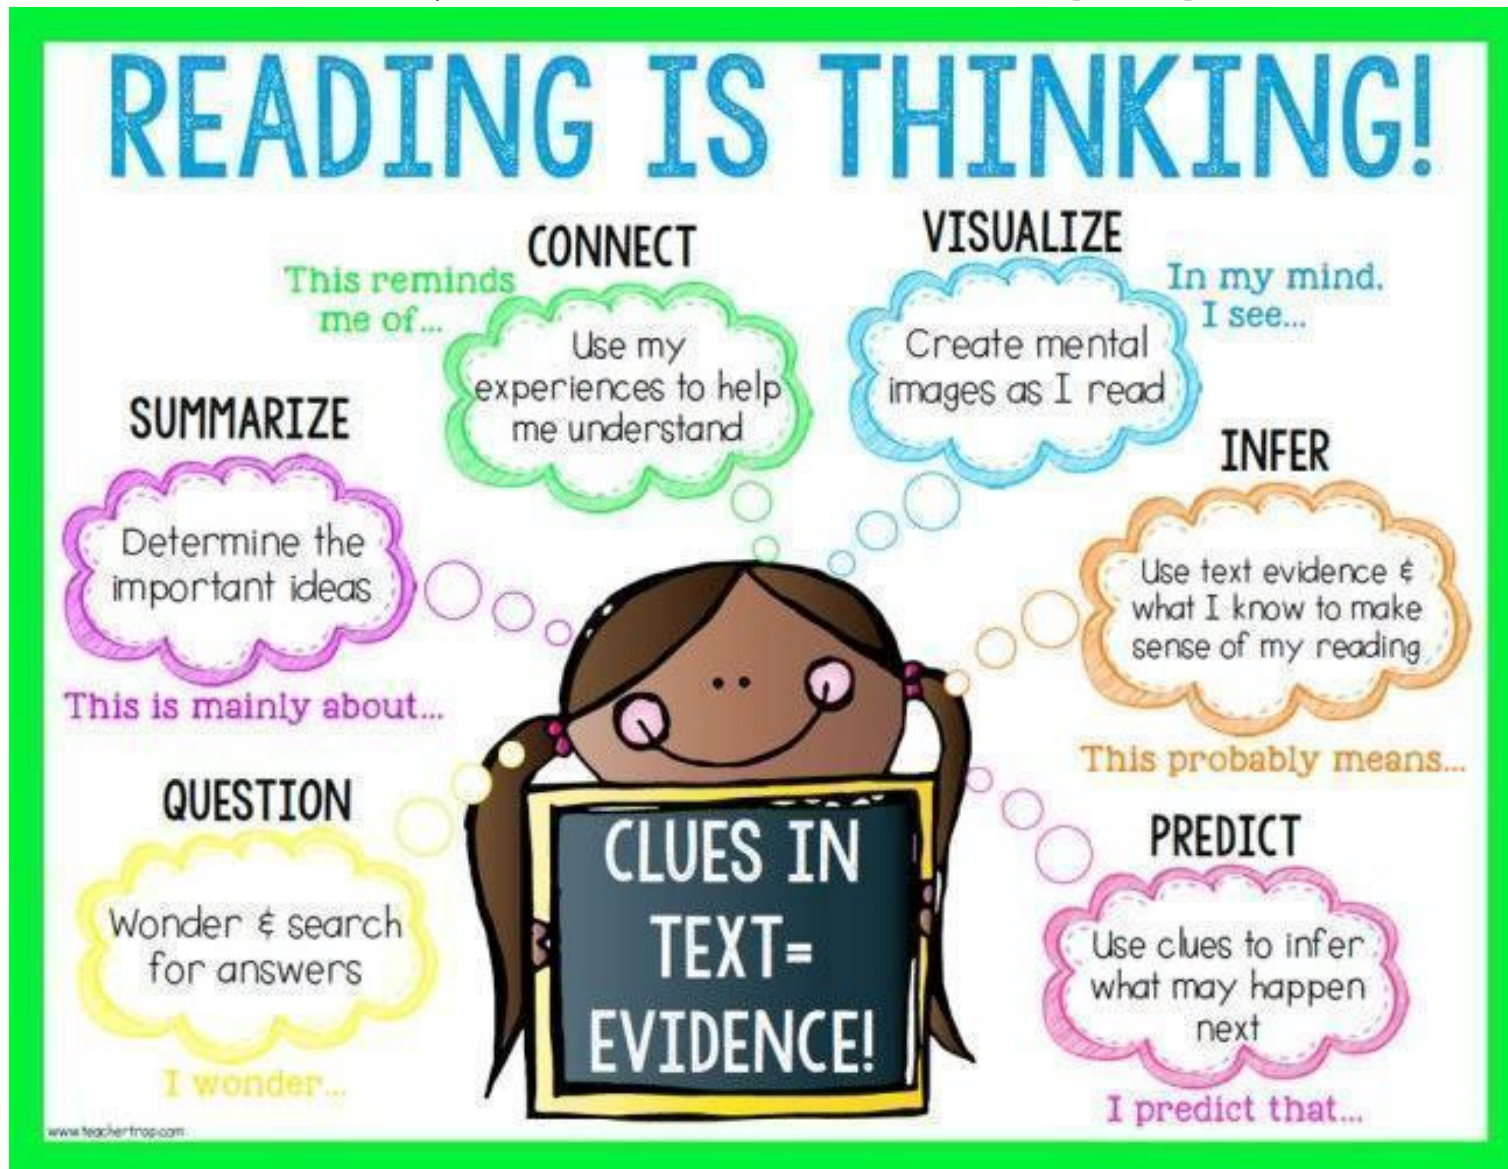 READING IS THINKING!
CONNECT
This reminds
me of...
Use my
experiences to help
me understand
VISUALIZE
In my mind,
I see...
Create mental
images as I read
SUMMARIZE
Determine the
important ideas
This is mainly about...
INFER
Use text evidence &
what I know to make
sense of my reading
This probably means...
QUESTION
Wonder & search
for answers
I wonder...
PREDICT
Use clues to infer
what may happen
next
I predict that...
CLUES IN
TEXT=
EVIDENCE!